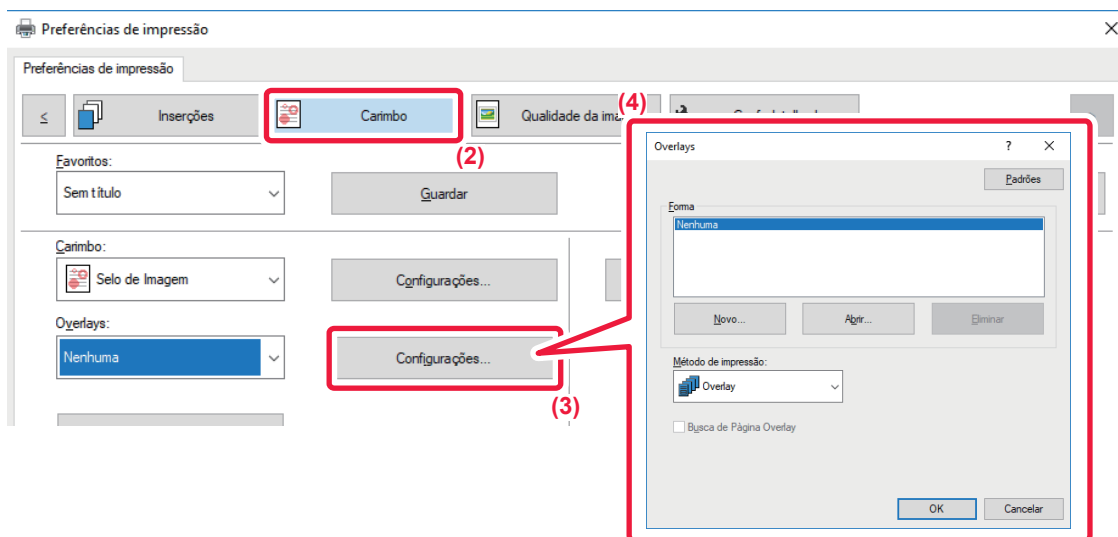 Preferências de impressão
Preferências de impressão
<
Inserções
Carimbo
Qualidade da
(4)
(2)
Favoritos:
Sem título
Guardar
Carimbo:
Selo de Imagem
Configurações...
Overlays:
Nenhuma
Configurações...
(3)
Overlays
?
Padrões
Forma
Nenhuma
Novo...
Abrir...
Eliminar
Método de impressão:
Overlay
Busca de Pàgina Overlay
OK
Cancelar